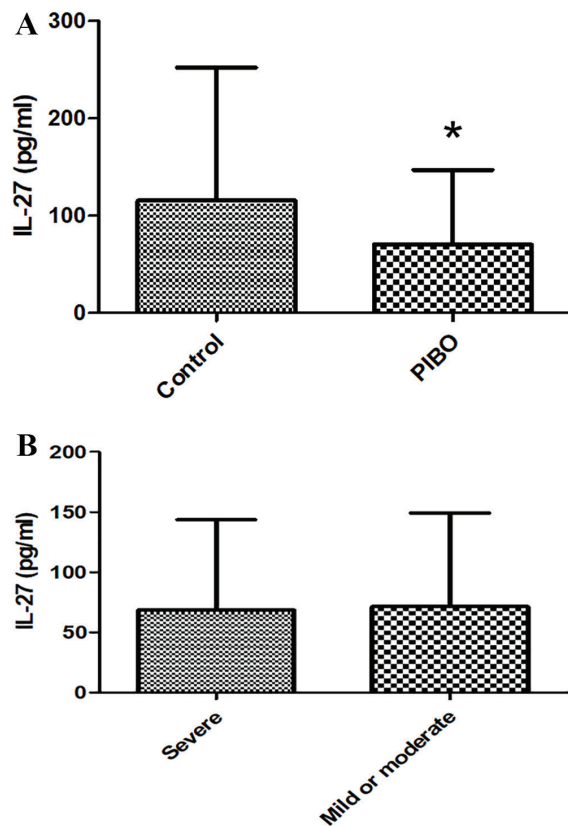 A
IL-27 (pg/ml)
300
200
100
0
*
Control
PIBO
B
IL-27 (pg/ml)
200
150
100
50
0
Severe
Mild or moderate